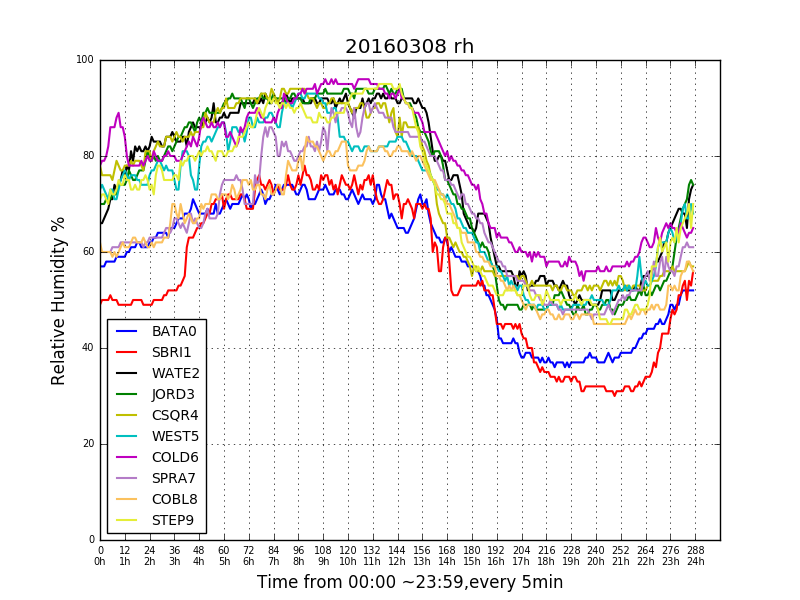 20160308 rh
100
80
60
40
20
0
Relative Humidity %
BATA0
SBRI1
WATE2
JORD3
CSQR4
WEST5
COLD6
SPRA7
COBL8
STEP9
0 12 24 36 48 60 72 84 96 108 120 132 144 156 168 180 192 204 216 228 240 252 264 276 288
0h 1h 2h 3h 4h 5h 6h 7h 8h 9h 10h 11h 12h 13h 14h 15h 16h 17h 18h 19h 20h 21h 22h 23h 24h
Time from 00:00 ~23:59,every 5min